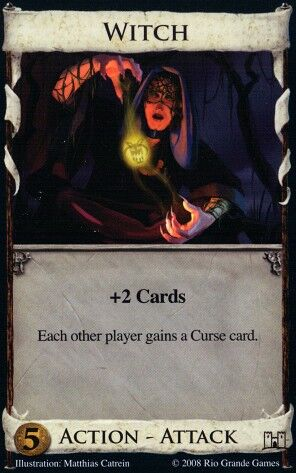 Witch
+2 Cards
Each other player gains a Curse card.
5 Action - Attack
Illustration: Matthias Catrein © 2008 Rio Grande Games